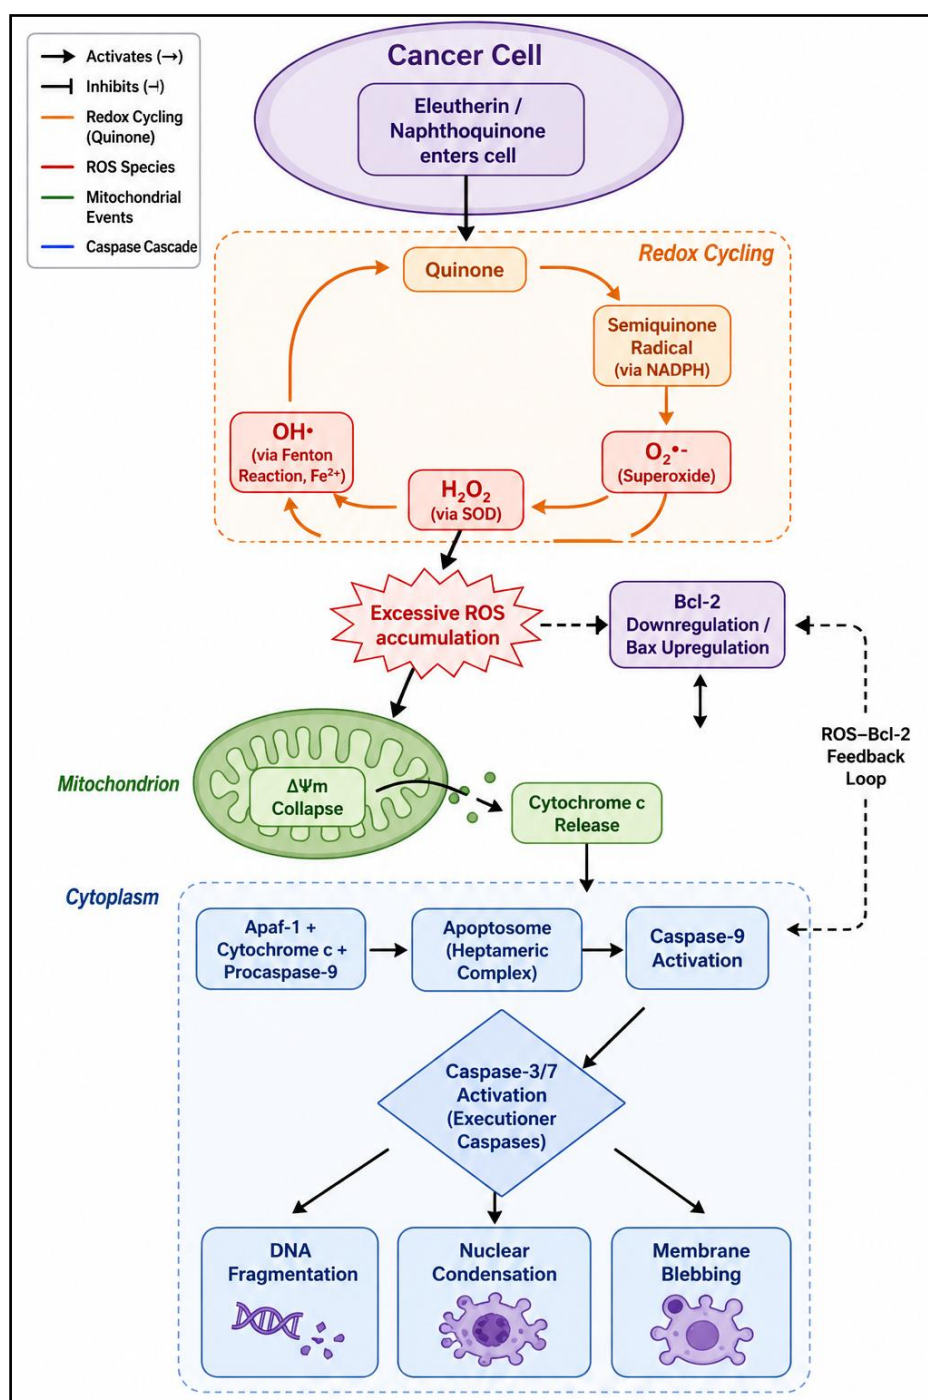 Activates (→)
Inhibits (⊣)
Redox Cycling
(Quinone)
ROS Species
Mitochondrial
Events
Caspase Cascade
Cancer Cell
Eleutherin /
Naphthoquinone
enters cell
Redox Cycling
Quinone
Semiquinone
Radical
(via NADPH)
OH•
(via Fenton
Reaction, Fe²⁺)
H₂O₂
(via SOD)
O₂•-
(Superoxide)
Excessive ROS
accumulation
Bcl-2
Downregulation /
Bax Upregulation
ROS–Bcl-2
Feedback
Loop
Mitochondrion
ΔΨm
Collapse
Cytochrome c
Release
Cytoplasm
Apaf-1 +
Cytochrome c +
Procaspase-9
Apoptosome
(Heptameric
Complex)
Caspase-9
Activation
Caspase-3/7
Activation
(Executioner
Caspases)
DNA
Fragmentation
Nuclear
Condensation
Membrane
Blebbing